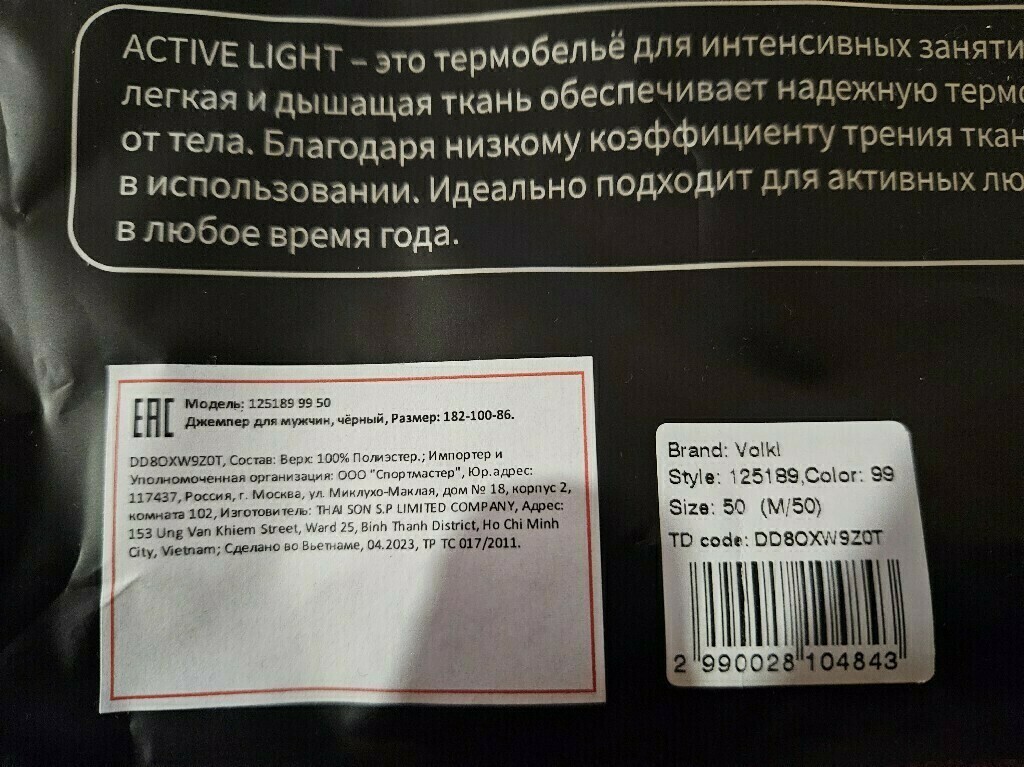 ACTIVE LIGHT – это термобельё для интенсивных заняти
легкая и дышащая ткань обеспечивает надежную термо
от тела. Благодаря низкому коэффициенту трения ткан
в использовании. Идеально подходит для активных лю
в любое время года.
EAC
Модель: 125189 99 50
Джемпер для мужчин, чёрный, Размер: 182-100-86.
DD8OXW9Z0T, Состав: Верх: 100% Полиэстер.; Импортер и
Уполномоченная организация: ООО "Спортмастер", Юр.адрес:
117437, Россия, г. Москва, ул. Миклухо-Маклая, дом № 18, корпус 2,
комната 102, Изготовитель: THAI SON S.P LIMITED COMPANY, Адрес:
153 Ung Van Khiem Street, Ward 25, Binh Thanh District, Ho Chi Minh
City, Vietnam; Сделано во Вьетнаме, 04.2023, ТР ТС 017/2011.
Brand: Volkl
Style: 125189,Color: 99
Size: 50 (M/50)
TD code: DD8OXW9Z0T
2 990028 104843